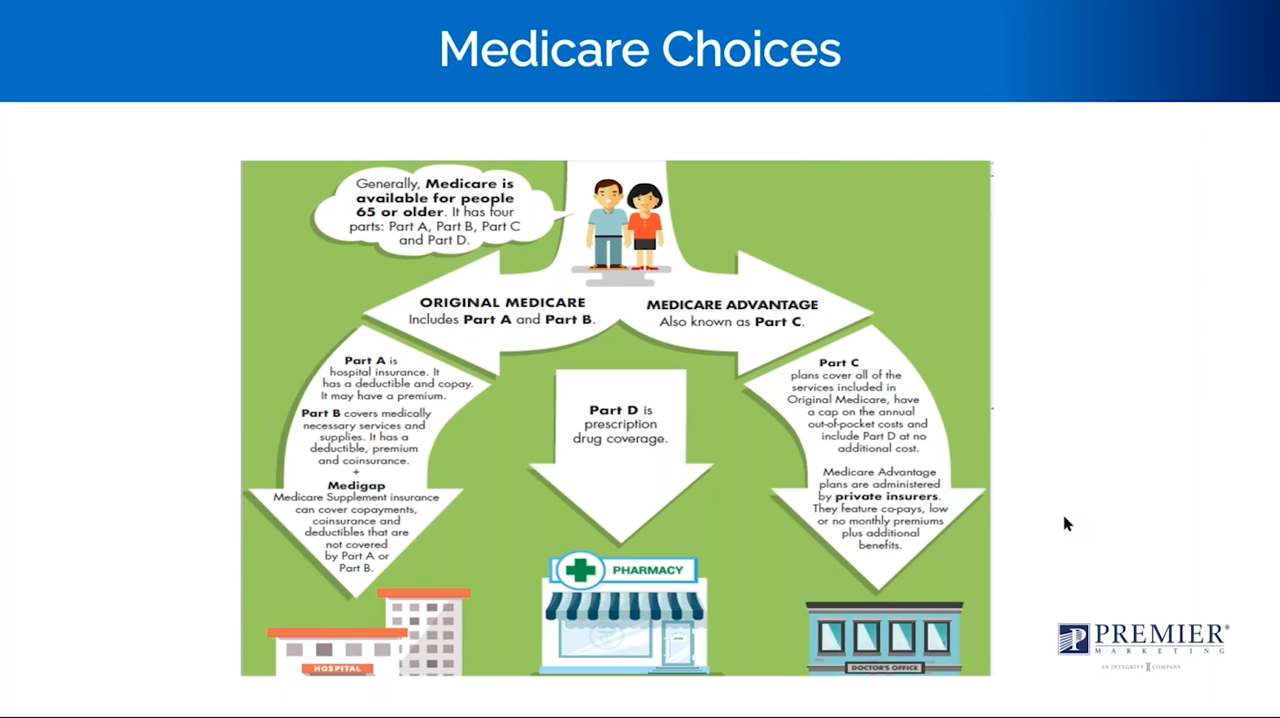 Medicare Choices
Generally, Medicare is
available for people
65 or older. It has four
parts: Part A, Part B, Part C
and Part D.
ORIGINAL MEDICARE
Includes Part A and Part B.
MEDICARE ADVANTAGE
Also known as Part C.
Part A is
hospital insurance. It
has a deductible and copay.
It may have a premium.
Part B covers medically
necessary services and
supplies. It has a
deductible, premium
and coinsurance.
+
Medigap
Medicare Supplement insurance
can cover copayments,
coinsurance and
deductibles that are
not covered
by Part A or
Part B.
Part D is
prescription
drug coverage.
Part C
plans cover all of the
services included in
Original Medicare, have
a cap on the annual
out-of-pocket costs and
include Part D at no
additional cost.
Medicare Advantage
plans are administered
by private insurers.
They feature co-pays, low
or no monthly premiums
plus additional
benefits.
HOSPITAL
PHARMACY
DOCTOR'S OFFICE
PREMIER®
MARKETING
AN INTEGRITY COMPANY